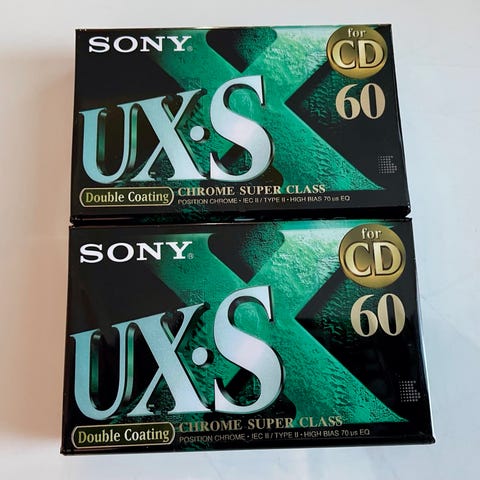 SONY®
for
CD
60
UX·S
Double Coating
CHROME SUPER CLASS
POSITION CHROME · IEC II / TYPE II · HIGH BIAS 70 µs EQ
SONY®
for
CD
60
UX·S
Double Coating
CHROME SUPER CLASS
POSITION CHROME · IEC II / TYPE II · HIGH BIAS 70 µs EQ